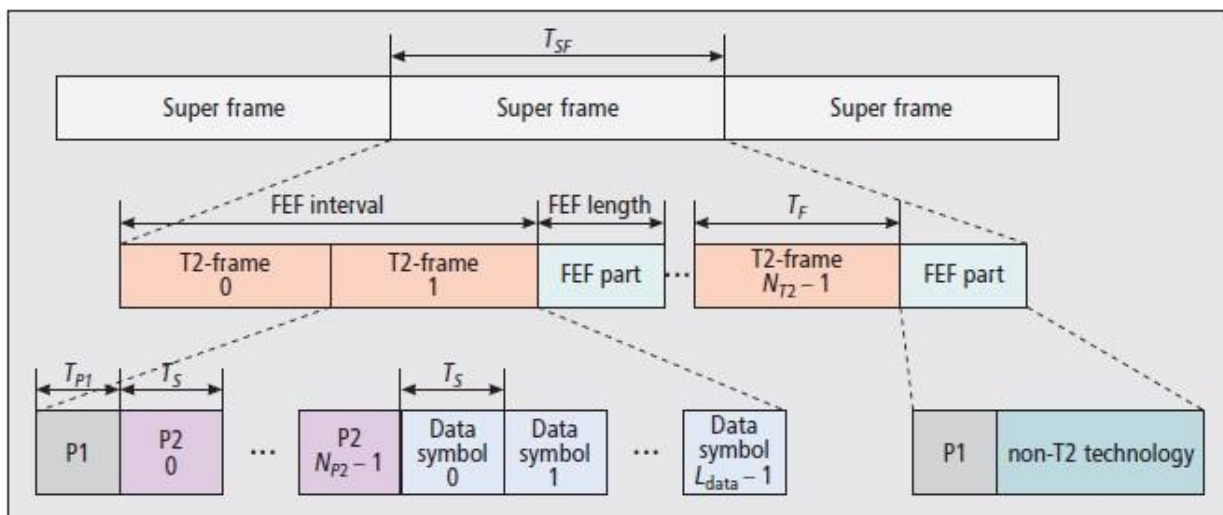 T_SF
Super frame Super frame Super frame
FEF interval FEF length T_F
T2-frame 0 T2-frame 1 FEF part ... T2-frame N_T2 – 1 FEF part
T_P1 T_S T_S
P1 P2 0 ... P2 N_P2 – 1 Data symbol 0 Data symbol 1 ... Data symbol L_data – 1 P1 non-T2 technology